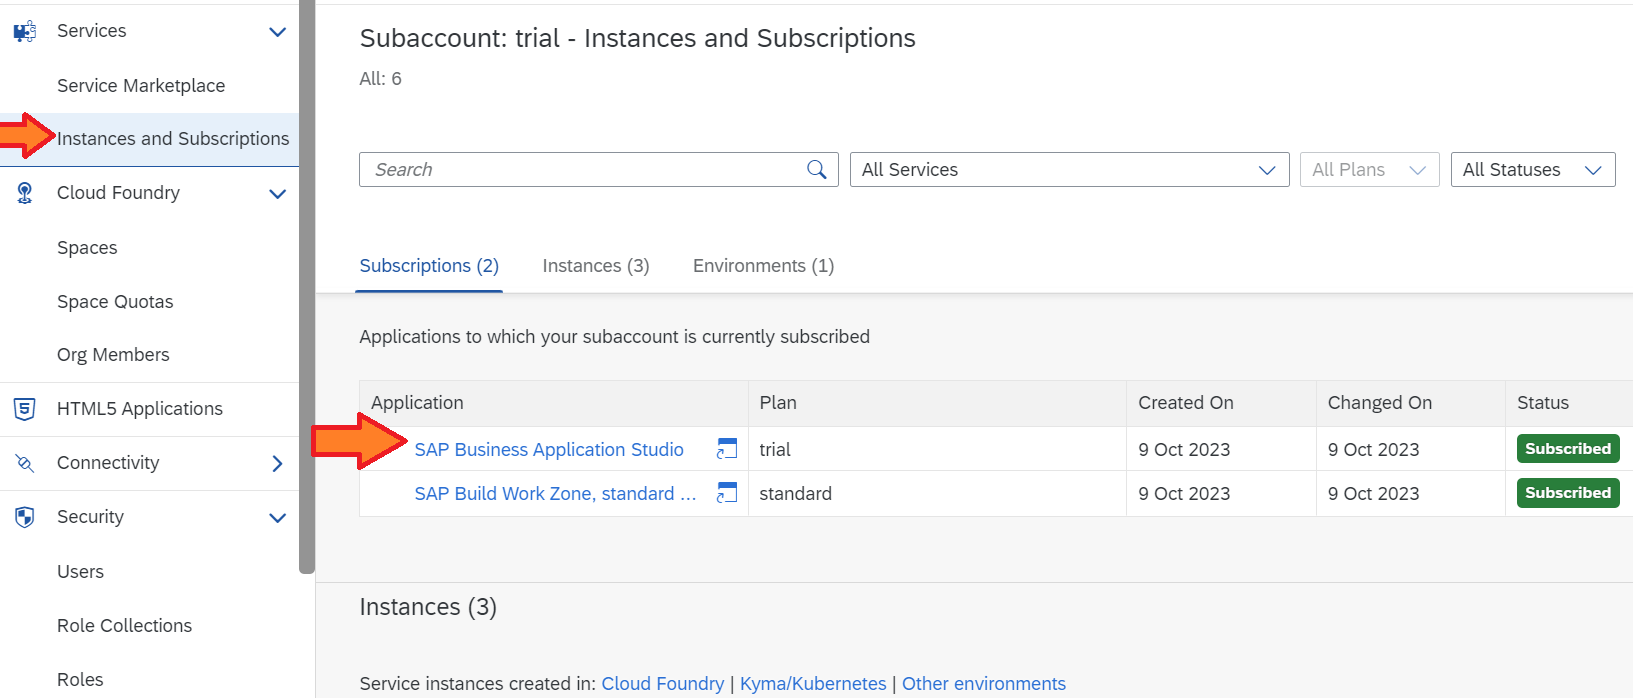 Services
Service Marketplace
Instances and Subscriptions
Cloud Foundry
Spaces
Space Quotas
Org Members
HTML5 Applications
Connectivity
Security
Users
Role Collections
Roles
Subaccount: trial - Instances and Subscriptions
All: 6
Search
All Services
All Plans
All Statuses
Subscriptions (2) Instances (3) Environments (1)
Applications to which your subaccount is currently subscribed
Application Plan Created On Changed On Status
SAP Business Application Studio trial 9 Oct 2023 9 Oct 2023 Subscribed
SAP Build Work Zone, standard ... standard 9 Oct 2023 9 Oct 2023 Subscribed
Instances (3)
Service instances created in: Cloud Foundry | Kyma/Kubernetes | Other environments